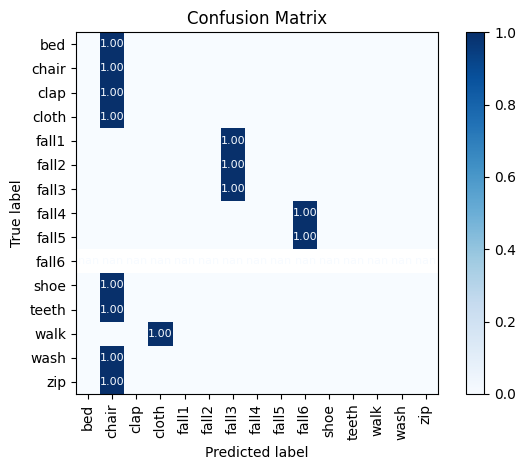 Confusion Matrix
True label
bed 1.00
chair 1.00
clap 1.00
cloth 1.00
fall1 1.00
fall2 1.00
fall3 1.00
fall4 1.00
fall5 1.00
fall6
shoe 1.00
teeth 1.00
walk 1.00
wash 1.00
zip 1.00
bed chair clap cloth fall1 fall2 fall3 fall4 fall5 fall6 shoe teeth walk wash zip
Predicted label
1.0
0.8
0.6
0.4
0.2
0.0